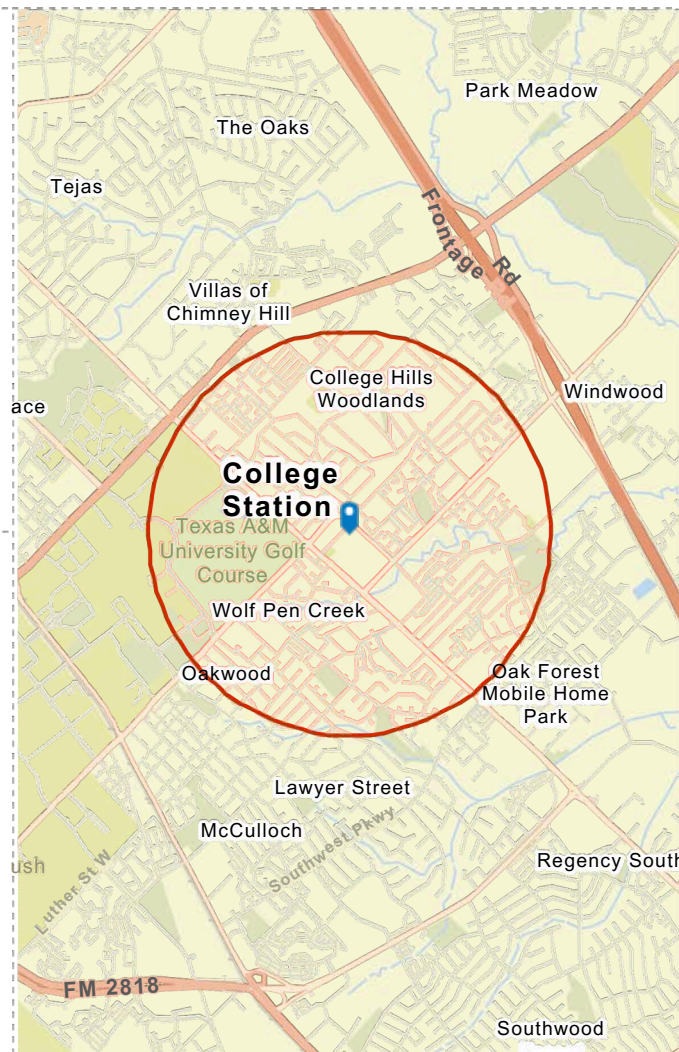 Park Meadow
The Oaks
Tejas
Frontage
Rd
Villas of
Chimney Hill
College Hills
Woodlands
Windwood
ace
College
Station
Texas A&M
University Golf
Course
Wolf Pen Creek
Oakwood
Oak Forest
Mobile Home
Park
Lawyer Street
McCulloch
Southwest Pkwy
Regency South
ush
Luther St W
FM 2818
Southwood